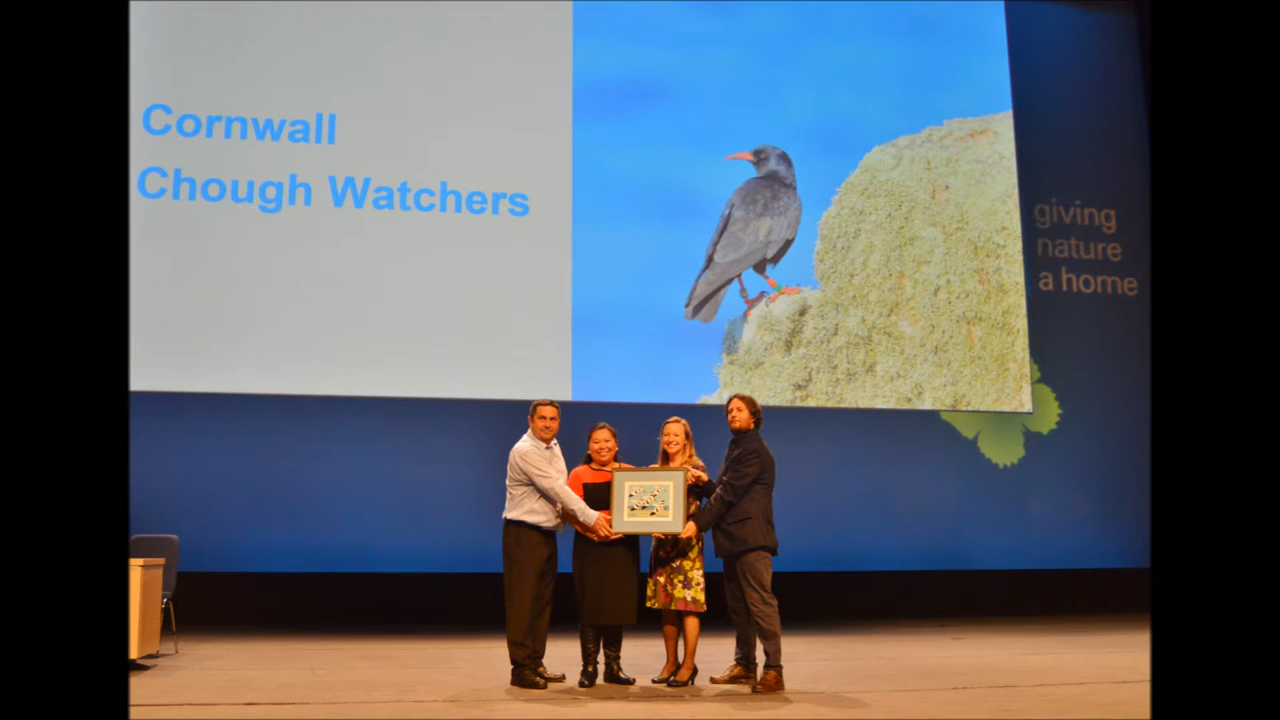 Cornwall
Chough Watchers
giving
nature
a home